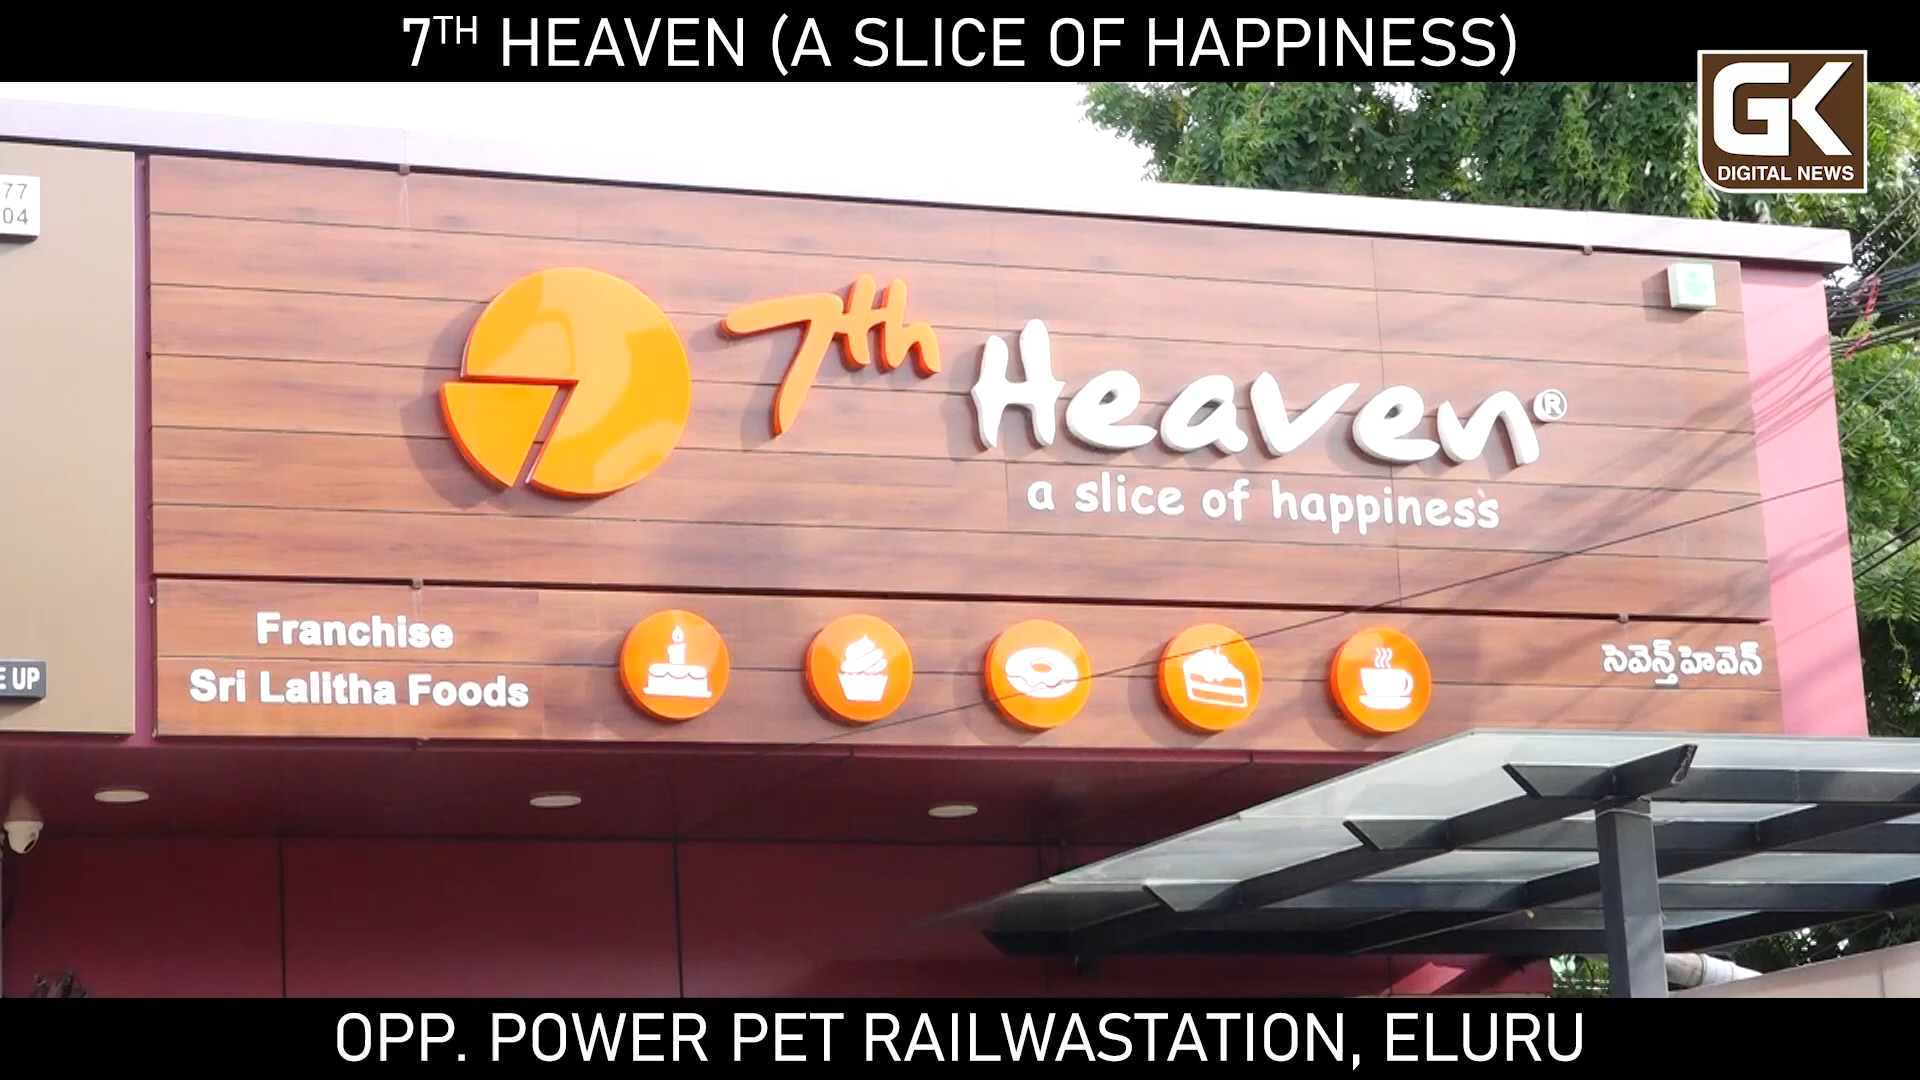 7TH HEAVEN (A SLICE OF HAPPINESS)
GK
DIGITAL NEWS
77
04
7th Heaven®
a slice of happiness
Franchise
Sri Lalitha Foods
సెవెన్త్ హెవెన్
E UP
OPP. POWER PET RAILWASTATION, ELURU